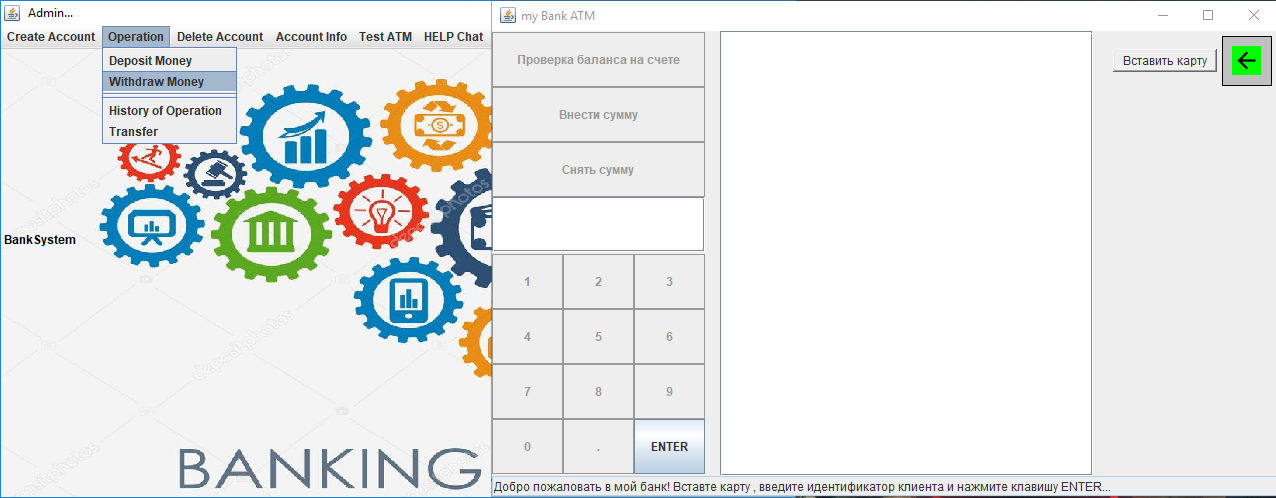 Admin...
Create Account Operation Delete Account Account Info Test ATM HELP Chat
Deposit Money
Withdraw Money
History of Operation
Transfer
BankSystem
depositphotos
depositphotos
depositphotos
BANKING
my Bank ATM
Проверка баланса на счете
Внести сумму
Снять сумму
1 2 3
4 5 6
7 8 9
0 . ENTER
Вставить карту
Добро пожаловать в мой банк! Вставте карту , введите идентификатор клиента и нажмите клавишу ENTER...